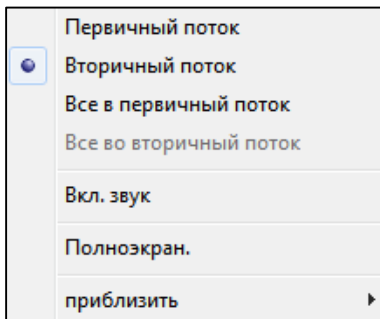 Первичный поток
Вторичный поток
Все в первичный поток
Все во вторичный поток
Вкл. звук
Полноэкран.
приблизить